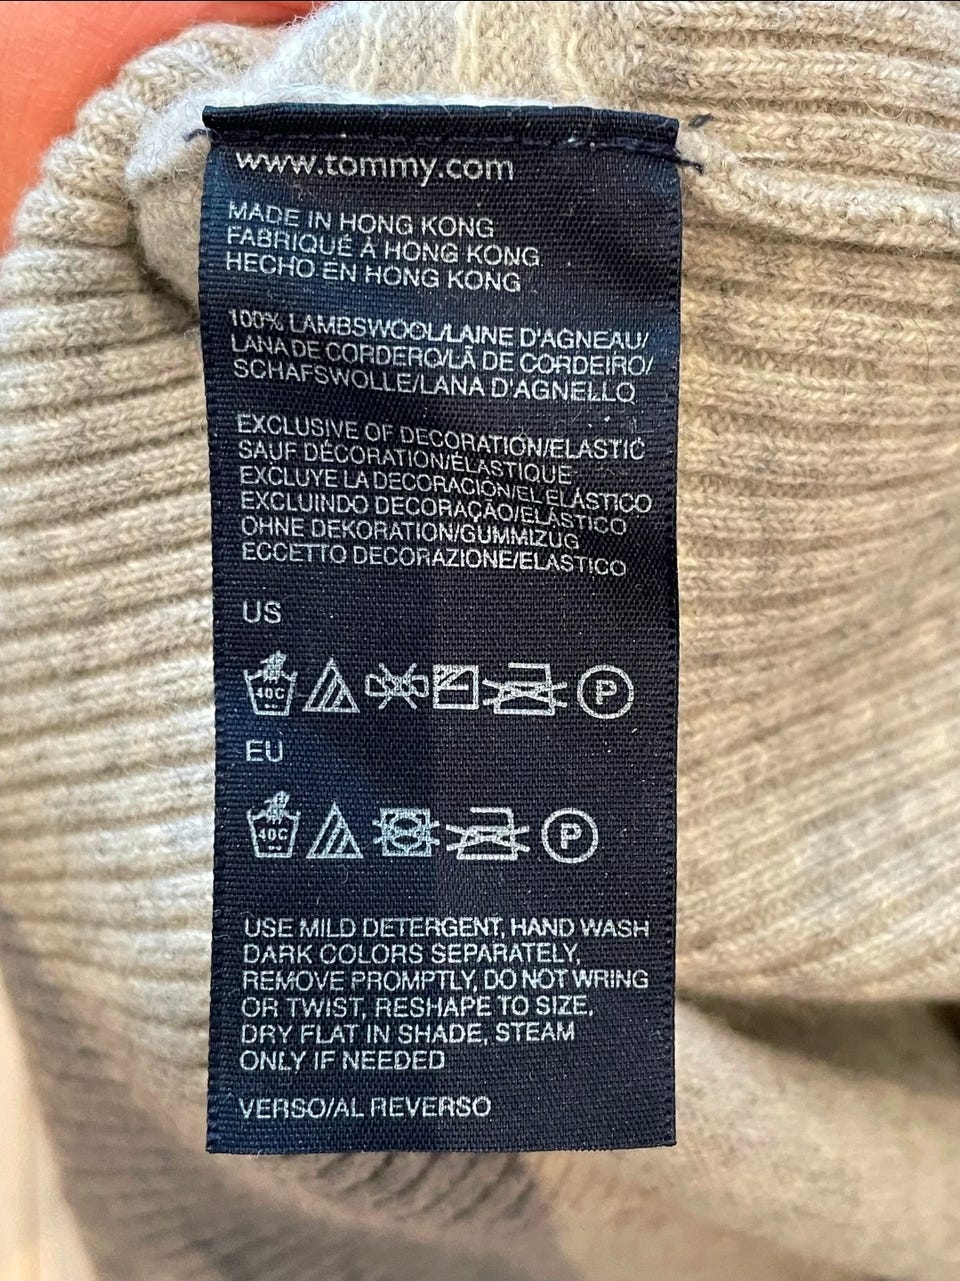 www.tommy.com
MADE IN HONG KONG
FABRIQUÉ À HONG KONG
HECHO EN HONG KONG
100% LAMBSWOOL/LAINE D'AGNEAU/
LANA DE CORDERO/LÃ DE CORDEIRO/
SCHAFSWOLLE/LANA D'AGNELLO
EXCLUSIVE OF DECORATION/ELASTIC
SAUF DÉCORATION/ÉLASTIQUE
EXCLUYE LA DECORACIÓN/EL ELÁSTICO
EXCLUINDO DECORAÇÃO/ELÁSTICO
OHNE DEKORATION/GUMMIZUG
ECCETTO DECORAZIONE/ELASTICO
US
40C P
EU
40C P
USE MILD DETERGENT, HAND WASH
DARK COLORS SEPARATELY,
REMOVE PROMPTLY, DO NOT WRING
OR TWIST, RESHAPE TO SIZE,
DRY FLAT IN SHADE, STEAM
ONLY IF NEEDED
VERSO/AL REVERSO